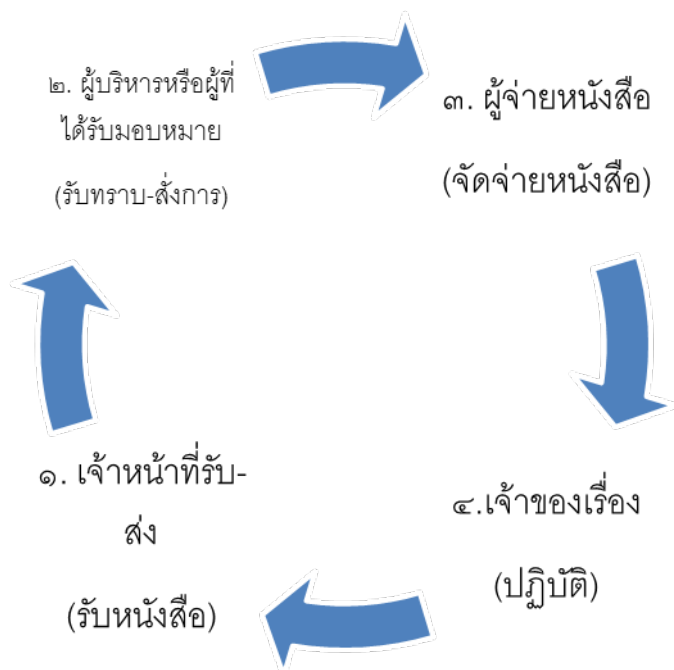 ๒. ผู้บริหารหรือผู้ที่
ได้รับมอบหมาย
(รับทราบ-สั่งการ)
๓. ผู้จ่ายหนังสือ
(จัดจ่ายหนังสือ)
๑. เจ้าหน้าที่รับ-
ส่ง
(รับหนังสือ)
๔.เจ้าของเรื่อง
(ปฏิบัติ)